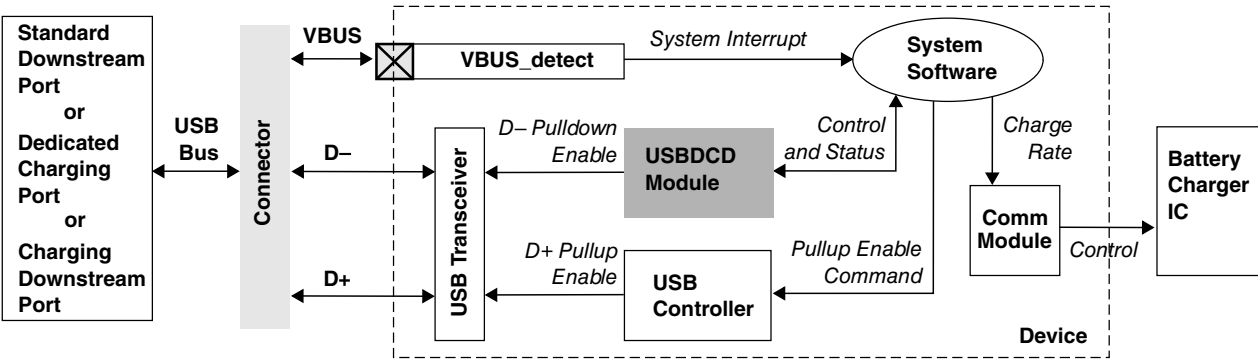 Standard
Downstream
Port
or
Dedicated
Charging
Port
or
Charging
Downstream
Port
USB
Bus
Connector
VBUS
D–
D+
VBUS_detect
System Interrupt
System
Software
USB Transceiver
D– Pulldown
Enable
USBDCD
Module
Control
and Status
Charge
Rate
D+ Pullup
Enable
USB
Controller
Pullup Enable
Command
Comm
Module
Control
Battery
Charger
IC
Device